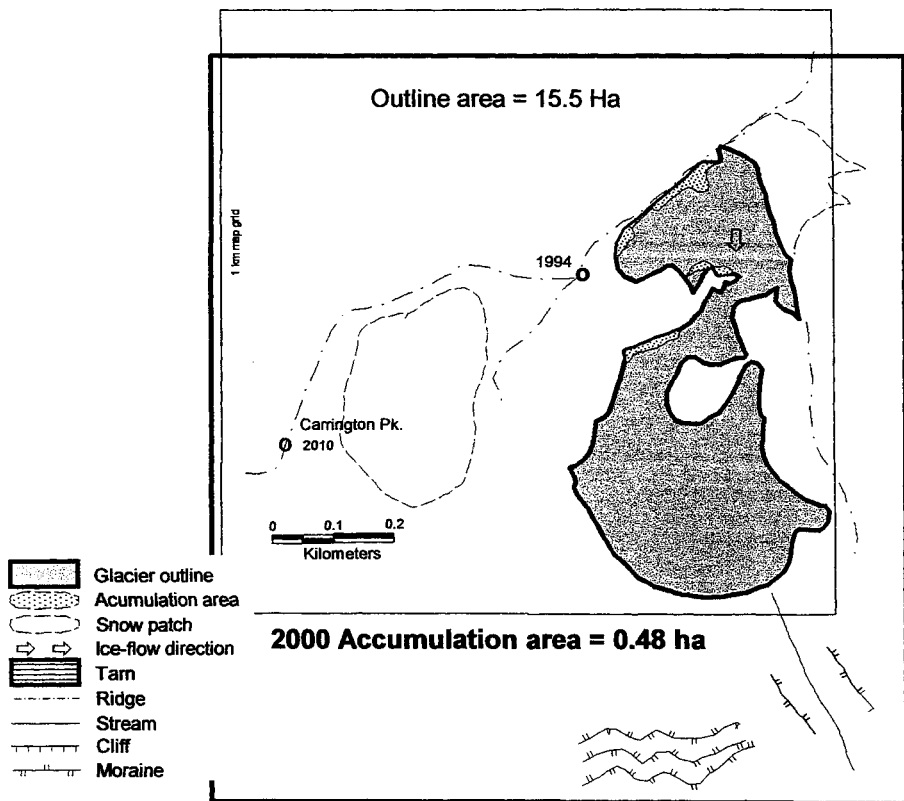 Outline area = 15.5 Ha
1 km map grid
1994
Carrington Pk.
2010
0 0.1 0.2
Kilometers
Glacier outline
Acumulation area
Snow patch
Ice-flow direction
Tarn
Ridge
Stream
Cliff
Moraine
2000 Accumulation area = 0.48 ha